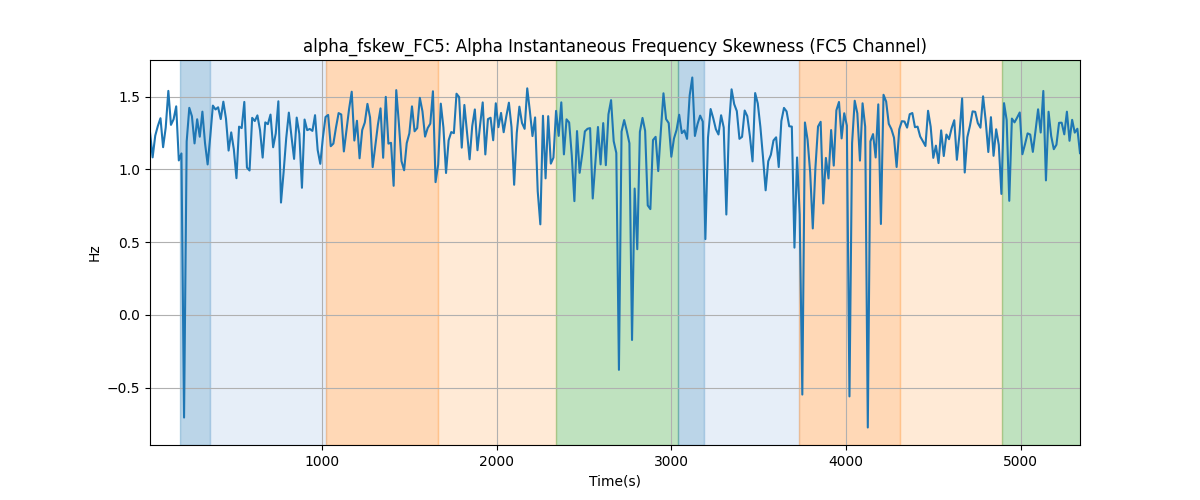 alpha_fskew_FC5: Alpha Instantaneous Frequency Skewness (FC5 Channel)
1.5
1.0
0.5
0.0
−0.5
Hz
1000 2000 3000 4000 5000
Time(s)